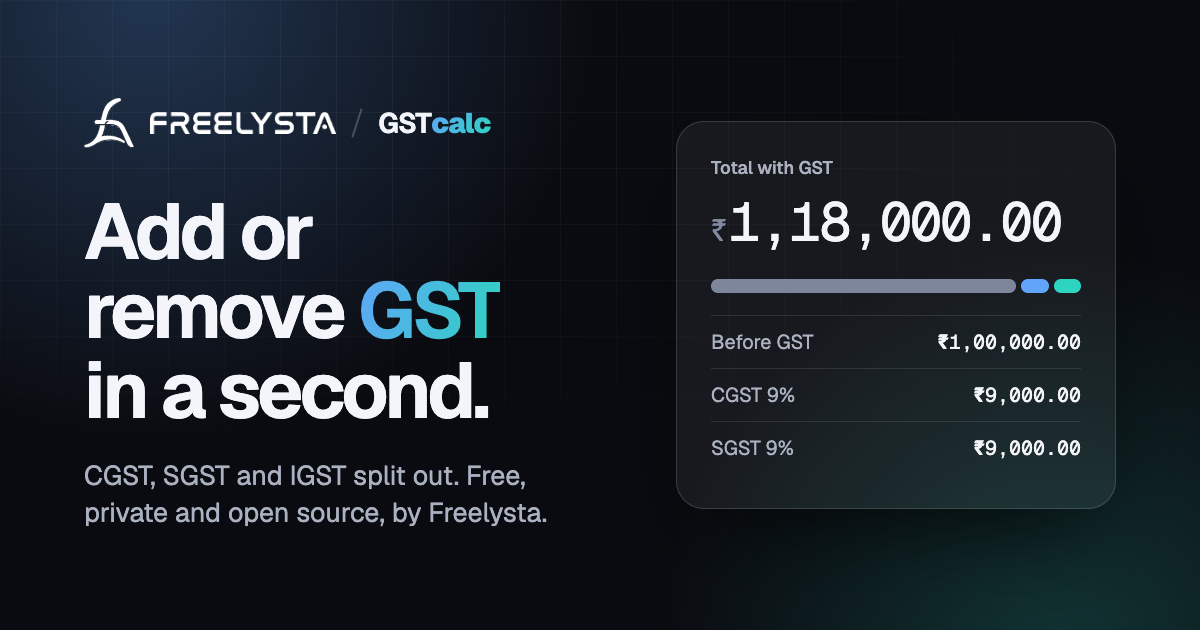 FREELYSTA / GSTcalc
Add or
remove GST
in a second.
CGST, SGST and IGST split out. Free,
private and open source, by Freelysta.
Total with GST
₹1,18,000.00
Before GST ₹1,00,000.00
CGST 9% ₹9,000.00
SGST 9% ₹9,000.00